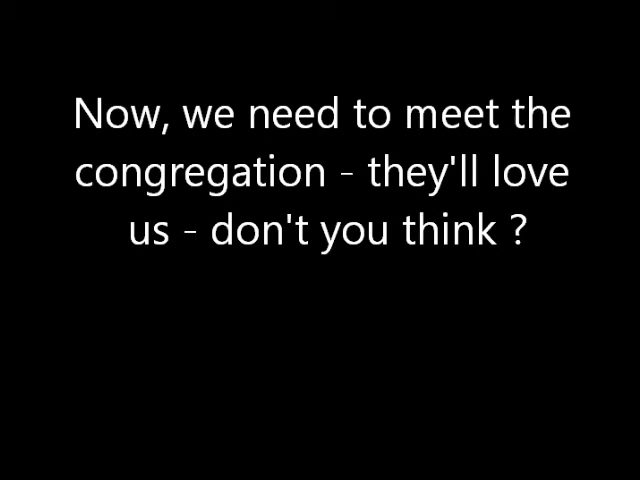 Now, we need to meet the
congregation - they'll love
us - don't you think ?